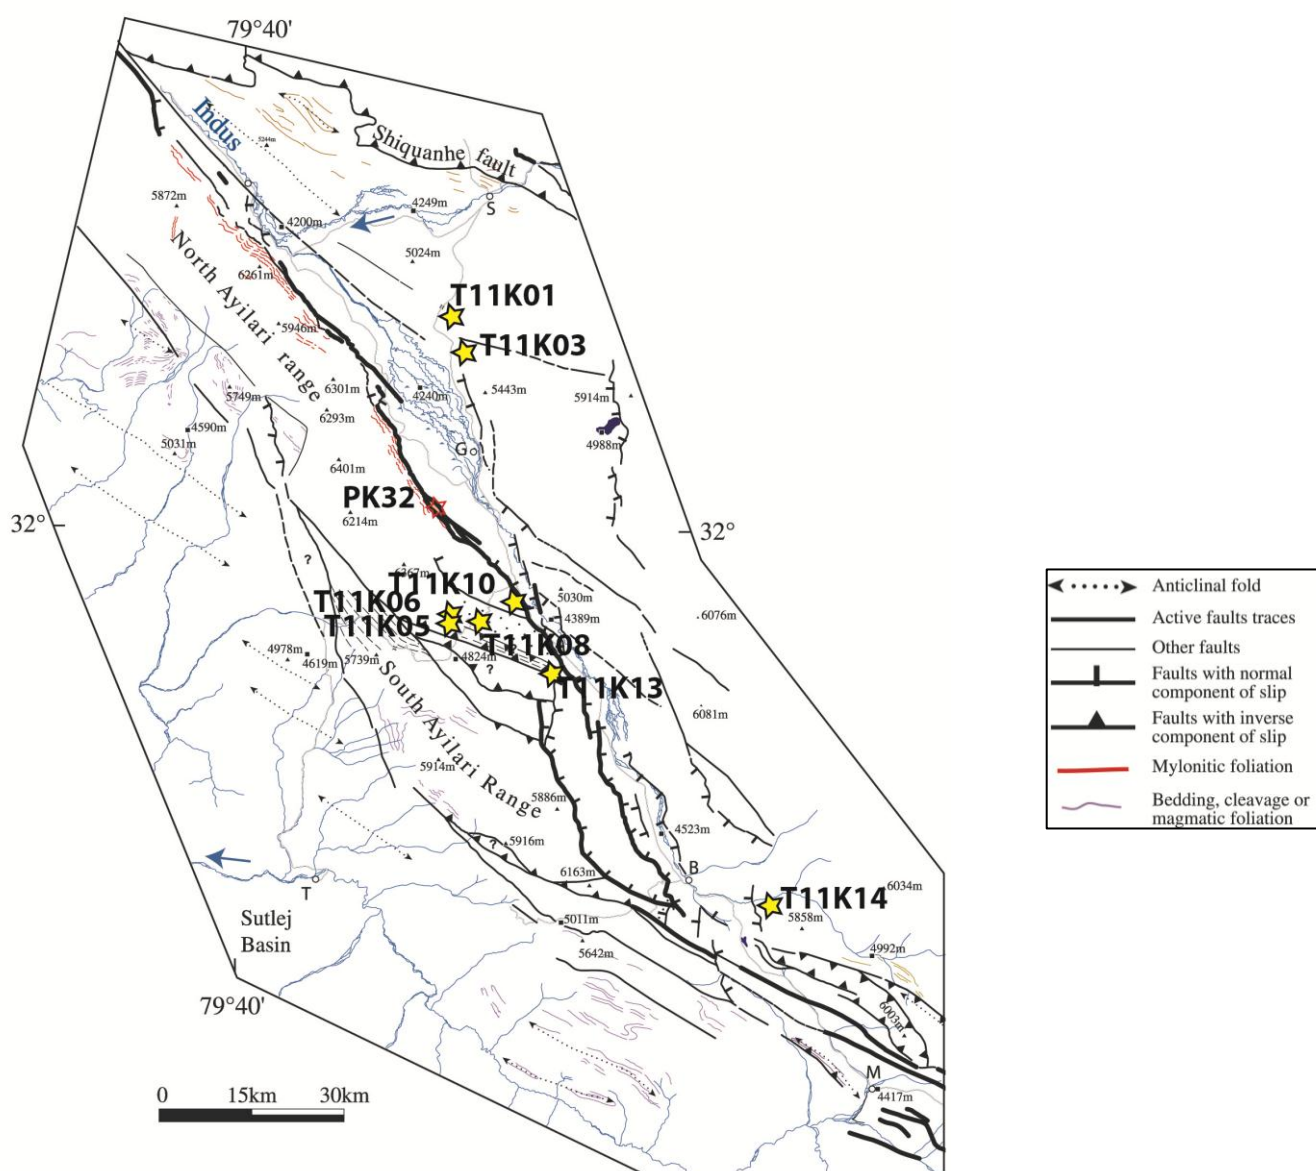 79°40'
Indus
5244m
Shiquanhe fault
5872m
4249m
S
4200m
5024m
North Ayilari range
6261m
T11K01
5946m
T11K03
6301m
5443m
5914m
5749m
4240m
6293m
4590m
5031m
4988m
G
6401m
PK32
6214m
32°
32°
?
6367m
T11K10
T11K06
5030m
T11K05
4389m
6076m
T11K08
4978m
4619m
5739m
4824m
?
?
T11K13
South Ayilari Range
6081m
5914m
5886m
4523m
5916m
?
6163m
B
T
T11K14
6034m
5858m
Sutlej
Basin
5011m
5642m
4992m
79°40'
6003m
M
4417m
0 15km 30km
Anticlinal fold
Active faults traces
Other faults
Faults with normal
component of slip
Faults with inverse
component of slip
Mylonitic foliation
Bedding, cleavage or
magmatic foliation